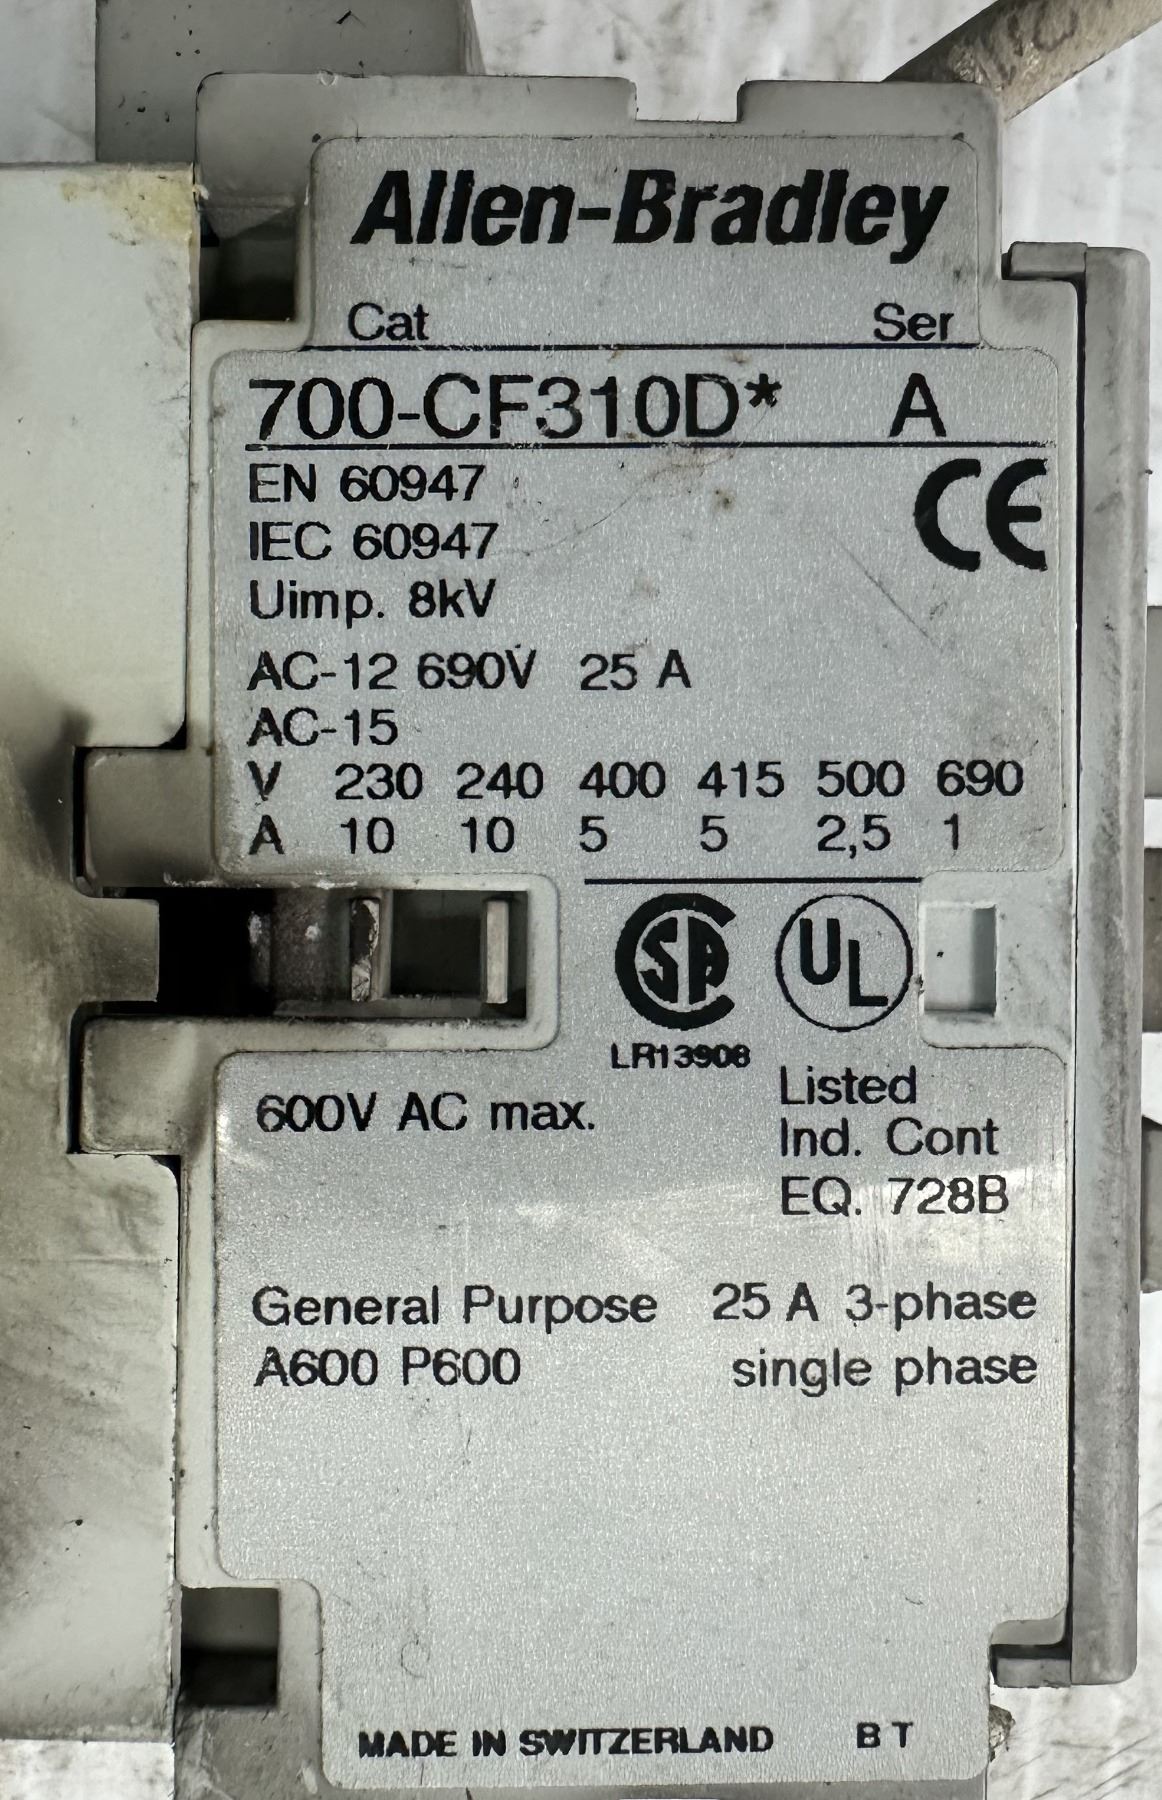 Allen-Bradley
Cat Ser
700-CF310D* A
EN 60947
IEC 60947
CE
Uimp. 8kV
AC-12 690V 25 A
AC-15
V 230 240 400 415 500 690
A 10 10 5 5 2,5 1
SA UL
LR13908
600V AC max.
Listed
Ind. Cont
EQ. 728B
General Purpose 25 A 3-phase
A600 P600 single phase
MADE IN SWITZERLAND B T